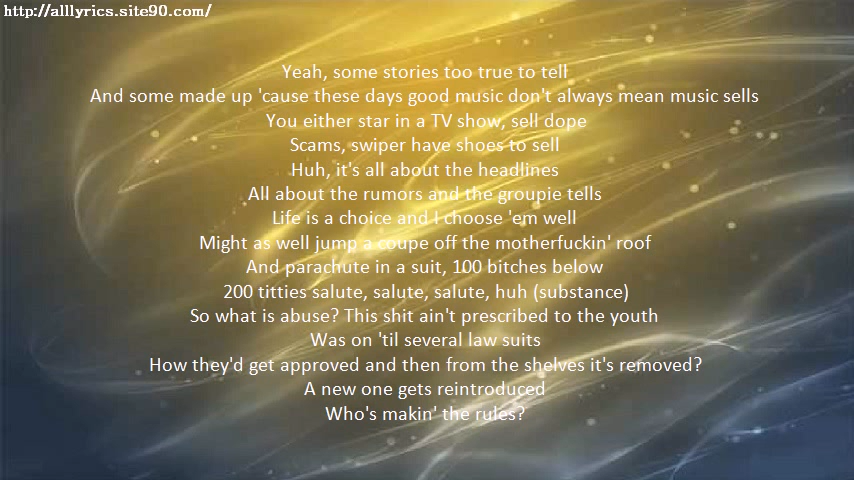 http://alllyrics.site90.com/
Yeah, some stories too true to tell
And some made up 'cause these days good music don't always mean music sells
You either star in a TV show, sell dope
Scams, swiper have shoes to sell
Huh, it's all about the headlines
All about the rumors and the groupie tells
Life is a choice and I choose 'em well
Might as well jump a coupe off the motherfuckin' roof
And parachute in a suit, 100 bitches below
200 titties salute, salute, salute, huh (substance)
So what is abuse? This shit ain't prescribed to the youth
Was on 'til several law suits
How they'd get approved and then from the shelves it's removed?
A new one gets reintroduced
Who's makin' the rules?